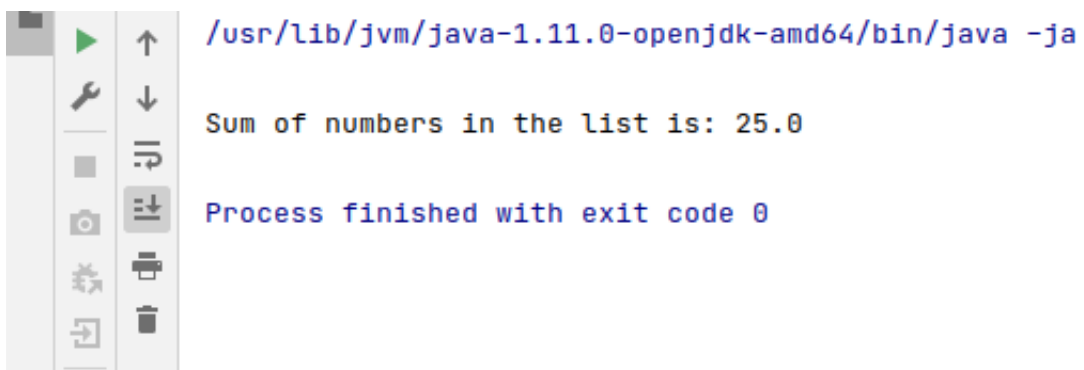 /usr/lib/jvm/java-1.11.0-openjdk-amd64/bin/java -ja
Sum of numbers in the list is: 25.0
Process finished with exit code 0